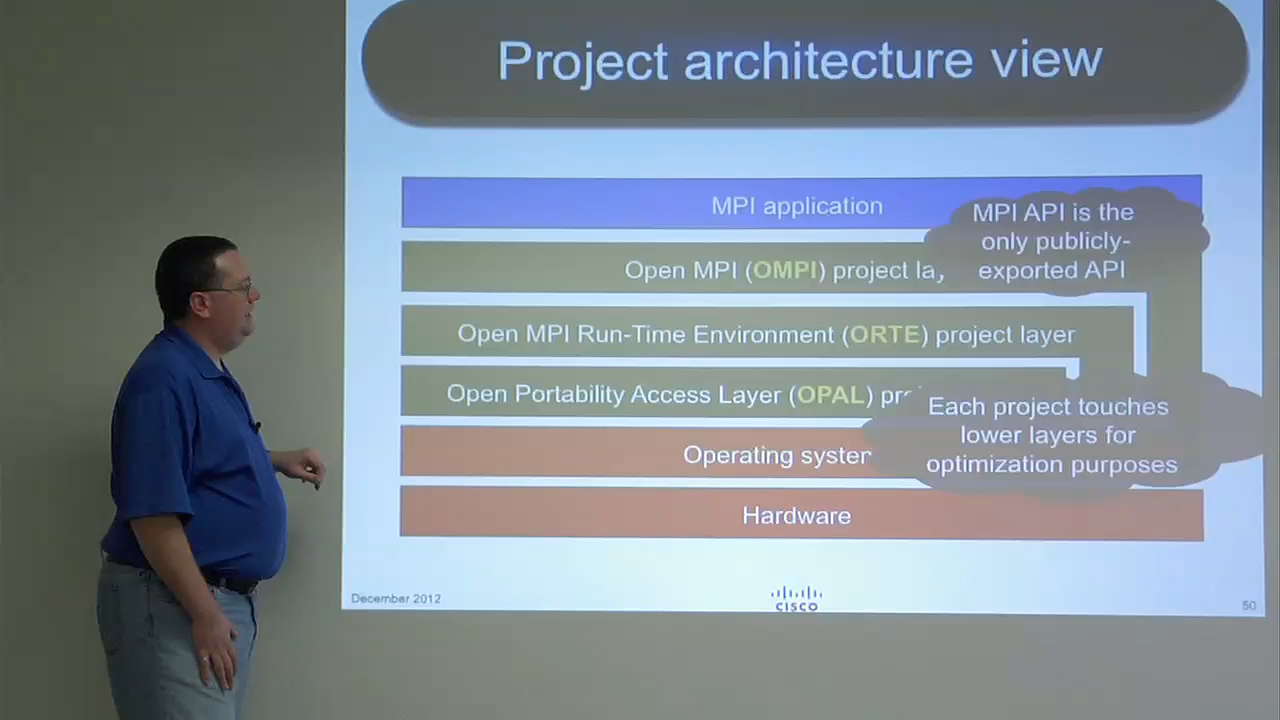 Project architecture view
MPI application
MPI API is the
only publicly-
exported API
Open MPI (OMPI) project
Open MPI Run-Time Environment (ORTE) project layer
Open Portability Access Layer (OPAL)
Each project touches
lower layers for
optimization purposes
Operating
Hardware
December 2012
CISCO
50